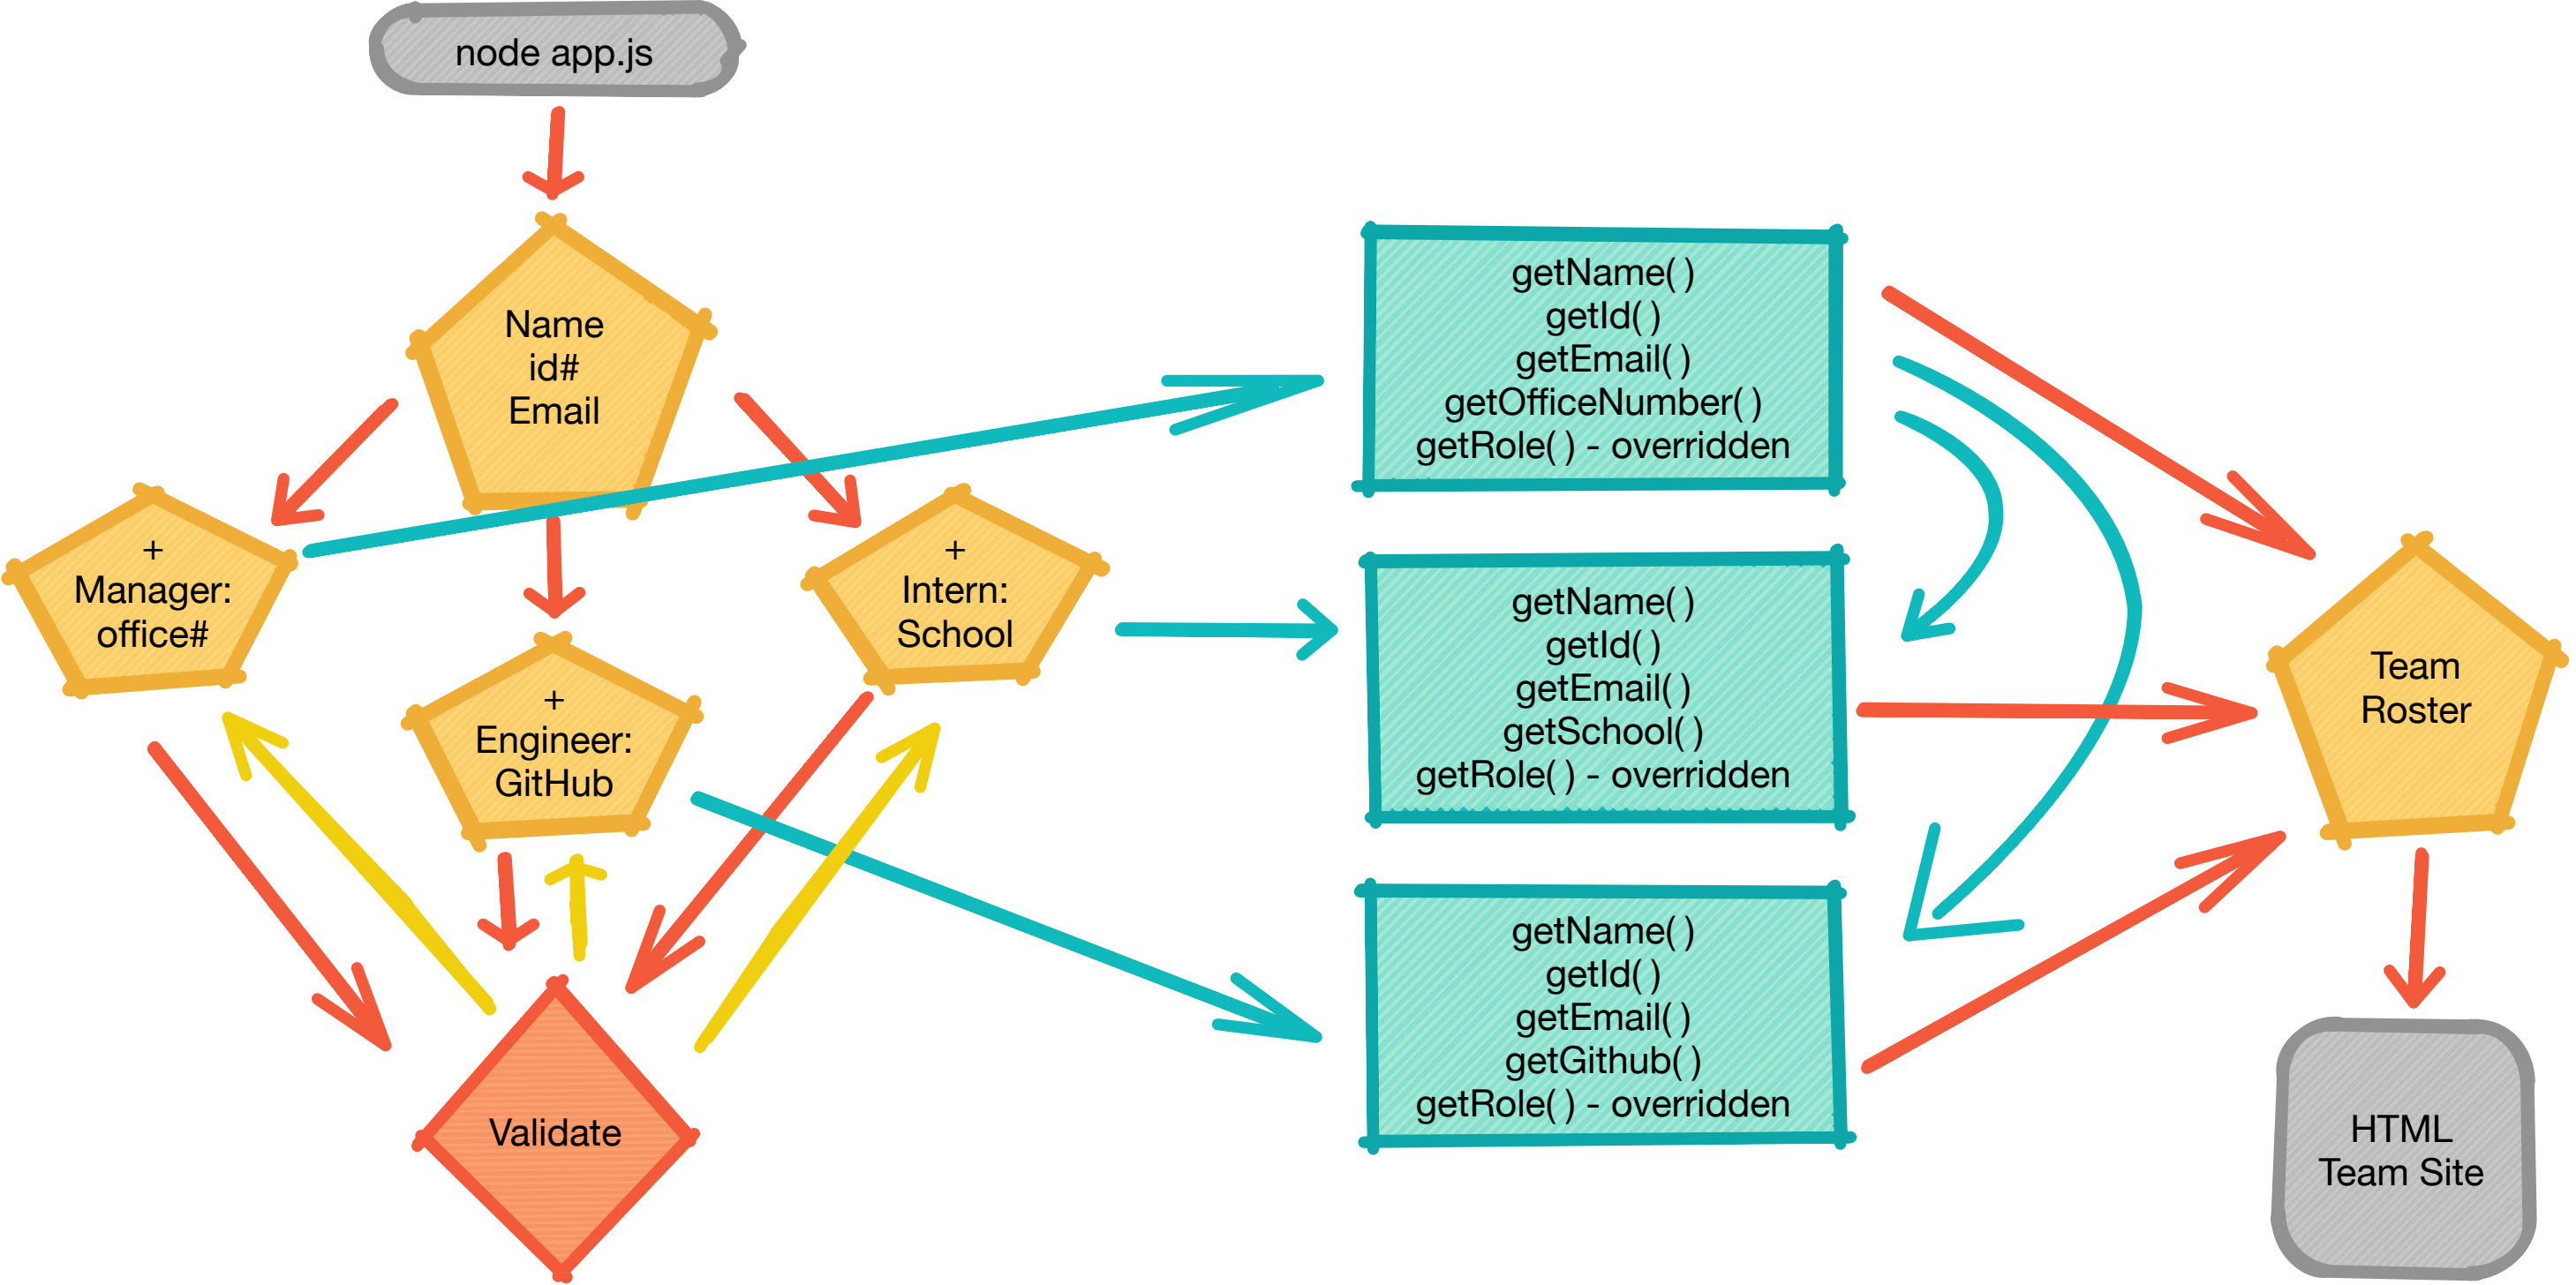 node app.js
Name
id#
Email
+
Manager:
office#
+
Engineer:
GitHub
+
Intern:
School
Validate
getName( )
getId( )
getEmail( )
getOfficeNumber( )
getRole( ) - overridden
getName( )
getId( )
getEmail( )
getSchool( )
getRole( ) - overridden
getName( )
getId( )
getEmail( )
getGithub( )
getRole( ) - overridden
Team
Roster
HTML
Team Site